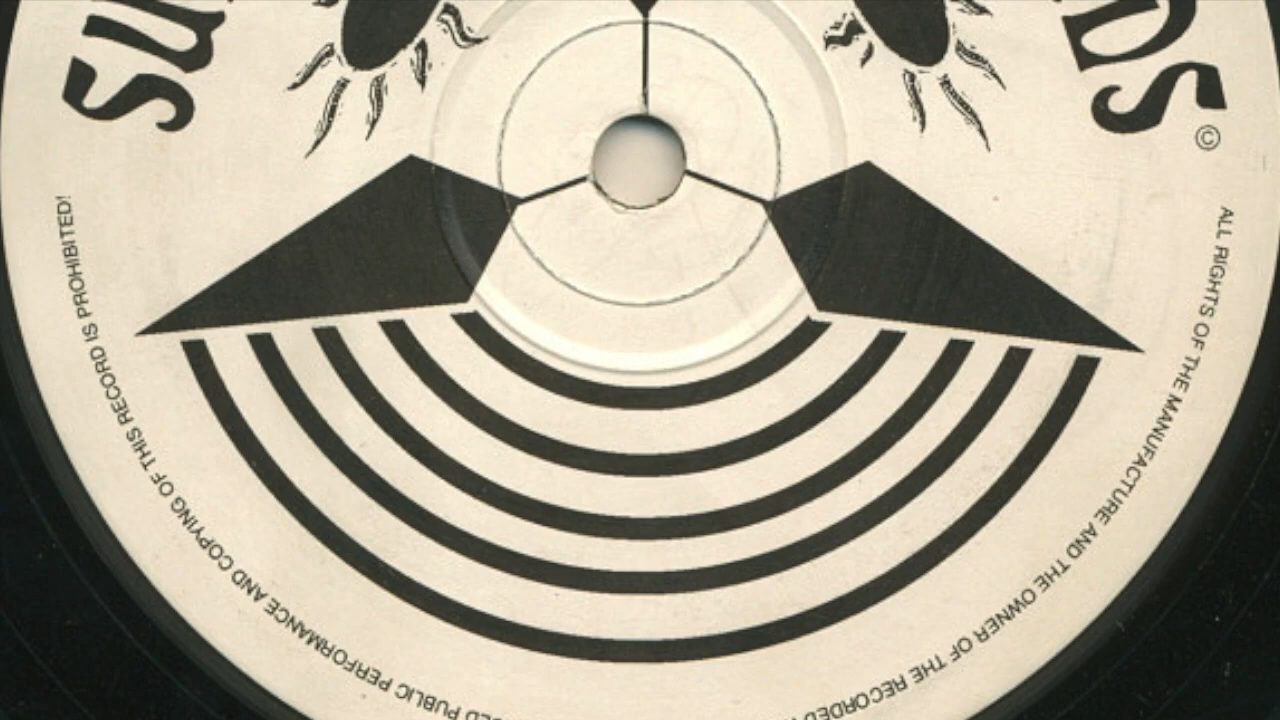 ALL RIGHTS OF THE MANUFACTURE AND THE OWNER OF THE RECORDED
PUBLIC PERFORMANCE AND COPYING OF THIS RECORD IS PROHIBITED!
©